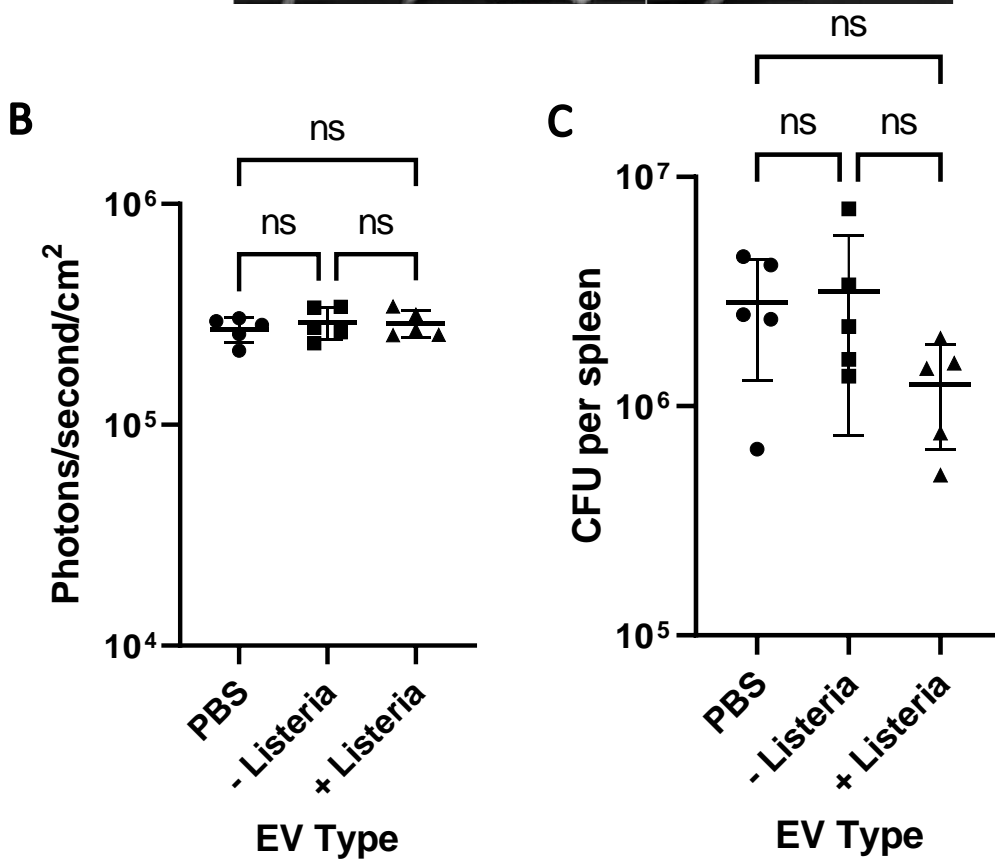 B
ns
ns
ns
10⁶
10⁵
10⁴
Photons/second/cm²
PBS
- Listeria
+ Listeria
EV Type
C
ns
ns
ns
10⁷
10⁶
10⁵
CFU per spleen
PBS
- Listeria
+ Listeria
EV Type